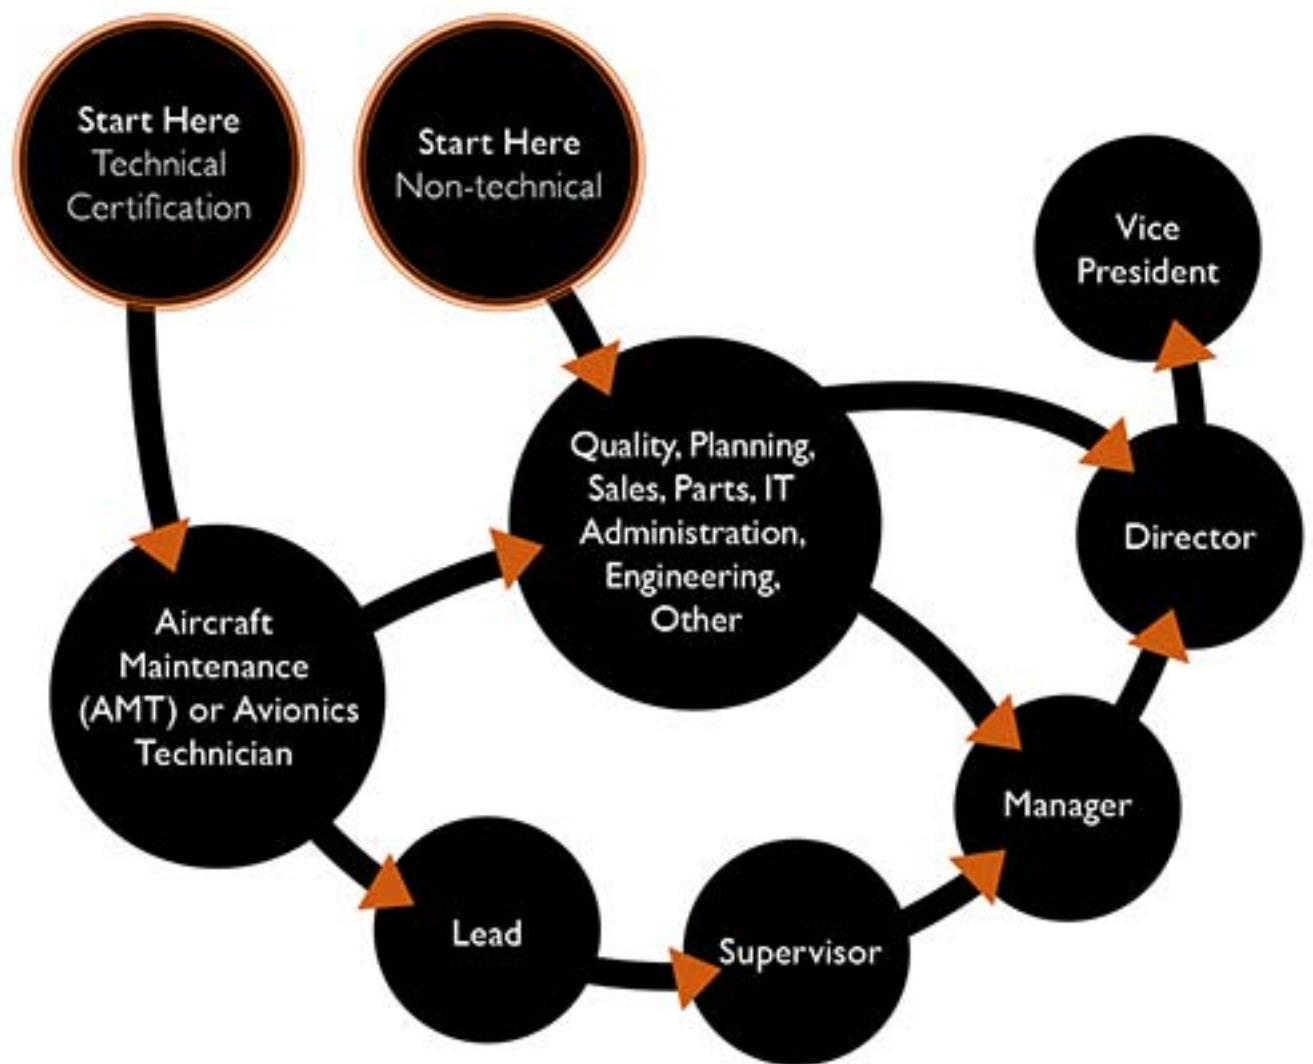 Start Here
Technical
Certification
Start Here
Non-technical
Vice
President
Quality, Planning,
Sales, Parts, IT
Administration,
Engineering,
Other
Director
Aircraft
Maintenance
(AMT) or Avionics
Technician
Manager
Lead
Supervisor